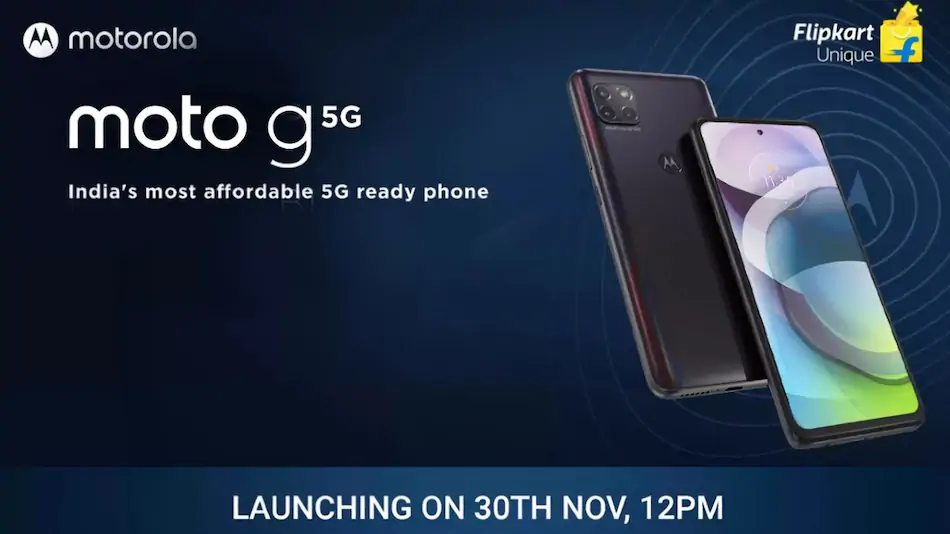 motorola
Flipkart
Unique
moto g 5G
India's most affordable 5G ready phone
LAUNCHING ON 30TH NOV, 12PM